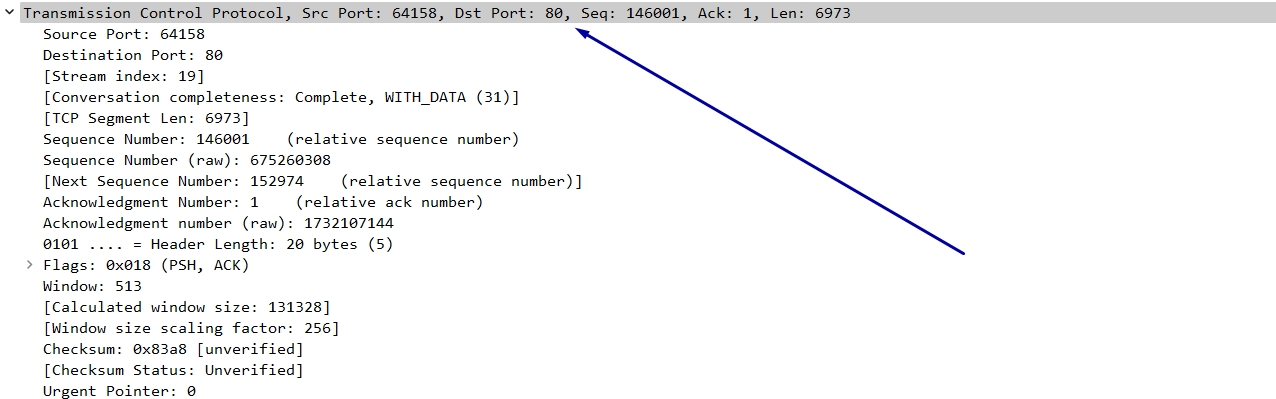 Transmission Control Protocol, Src Port: 64158, Dst Port: 80, Seq: 146001, Ack: 1, Len: 6973
Source Port: 64158
Destination Port: 80
[Stream index: 19]
[Conversation completeness: Complete, WITH_DATA (31)]
[TCP Segment Len: 6973]
Sequence Number: 146001    (relative sequence number)
Sequence Number (raw): 675260308
[Next Sequence Number: 152974    (relative sequence number)]
Acknowledgment Number: 1    (relative ack number)
Acknowledgment number (raw): 1732107144
0101 .... = Header Length: 20 bytes (5)
Flags: 0x018 (PSH, ACK)
Window: 513
[Calculated window size: 131328]
[Window size scaling factor: 256]
Checksum: 0x83a8 [unverified]
[Checksum Status: Unverified]
Urgent Pointer: 0